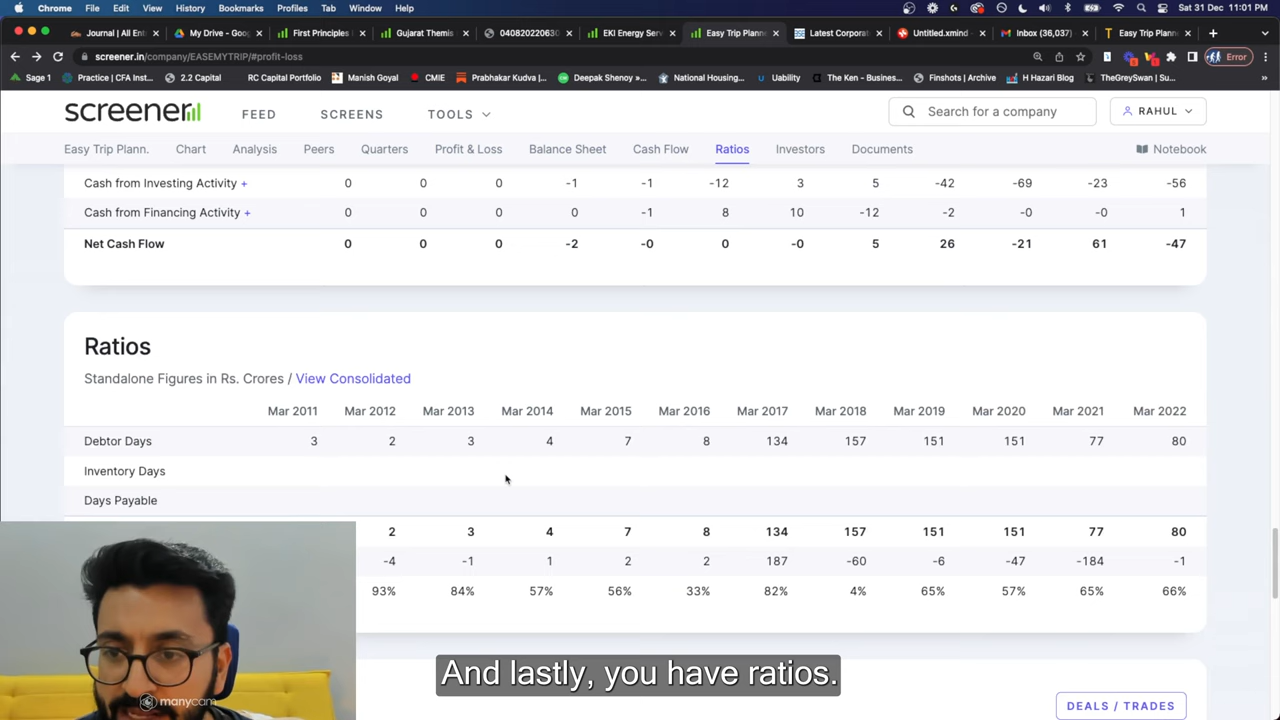 Safari File Edit View History Bookmarks Profiles Tab Window Help Sat 31 Dec 11:01 PM
Journal | All Ent My Drive - Goo First Principles Gujarat Themis 040820220630 EKI Energy Serv Easy Trip Planne Latest Corporat Untitled.xmind Inbox (36,037) Easy Trip Plann
screener.in/company/EASEMYTRIP/#profit-loss Error
Sage 1 Practice | CFA Inst... 2.2 Capital RC Capital Portfolio Manish Goyal CMIE Prabhakar Kudva Deepak Shenoy »... National Housing... Uability The Ken - Busines... Finshots | Archive H Hazari Blog TheGreySwan | Su... »
screener FEED SCREENS TOOLS Search for a company RAHUL
Easy Trip Plann. Chart Analysis Peers Quarters Profit & Loss Balance Sheet Cash Flow Ratios Investors Documents Notebook
Cash from Investing Activity + 0 0 0 -1 -1 -12 3 5 -42 -69 -23 -56
Cash from Financing Activity + 0 0 0 0 -1 8 10 -12 -2 -0 -0 1
Net Cash Flow 0 0 0 -2 -0 0 -0 5 26 -21 61 -47
Ratios
Standalone Figures in Rs. Crores / View Consolidated
Mar 2011 Mar 2012 Mar 2013 Mar 2014 Mar 2015 Mar 2016 Mar 2017 Mar 2018 Mar 2019 Mar 2020 Mar 2021 Mar 2022
Debtor Days 3 2 3 4 7 8 134 157 151 151 77 80
Inventory Days
Days Payable
2 3 4 7 8 134 157 151 151 77 80
-4 -1 1 2 2 187 -60 -6 -47 -184 -1
93% 84% 57% 56% 33% 82% 4% 65% 57% 65% 66%
And lastly, you have ratios.
manycam
DEALS / TRADES